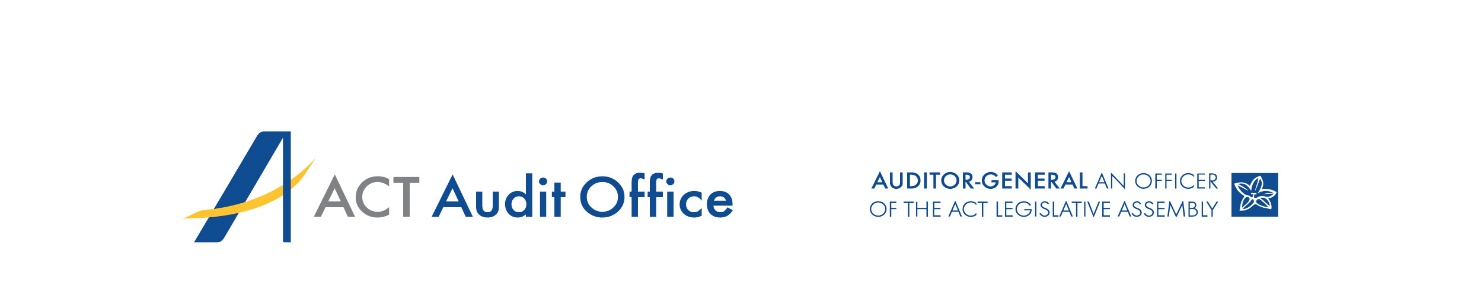 ACT Audit Office
AUDITOR-GENERAL AN OFFICER
OF THE ACT LEGISLATIVE ASSEMBLY